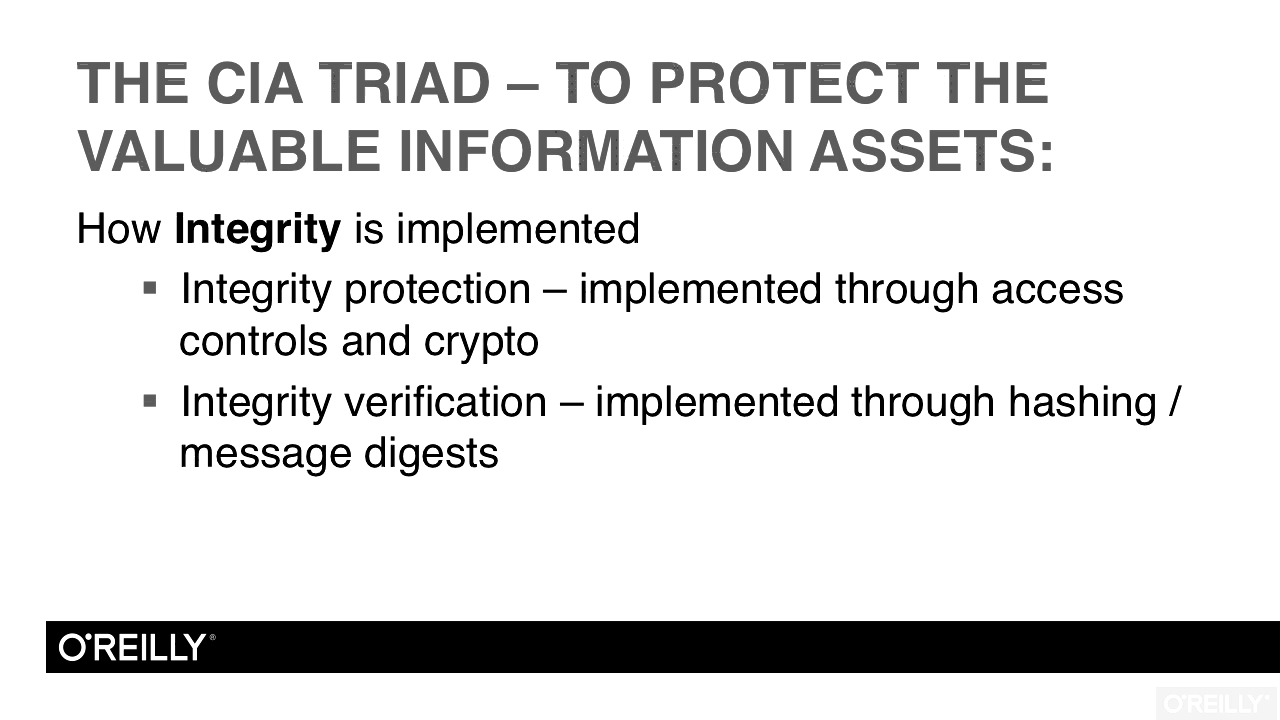 THE CIA TRIAD – TO PROTECT THE
VALUABLE INFORMATION ASSETS:
How Integrity is implemented
▪ Integrity protection – implemented through access
controls and crypto
▪ Integrity verification – implemented through hashing /
message digests
O'REILLY®
O'REILLY®